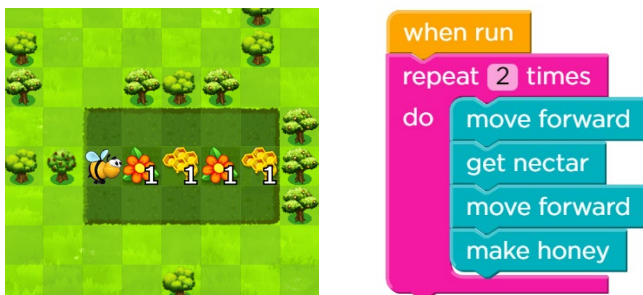 1 1 1 1
when run
repeat 2 times
do move forward
get nectar
move forward
make honey